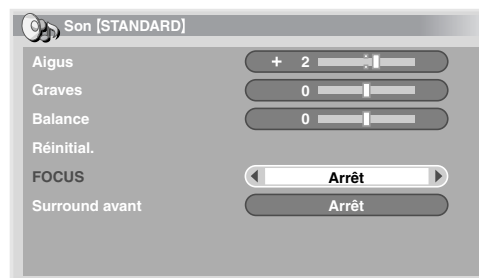 Son [STANDARD]
Aigus + 2
Graves 0
Balance 0
Réinitial.
FOCUS Arrêt
Surround avant Arrêt